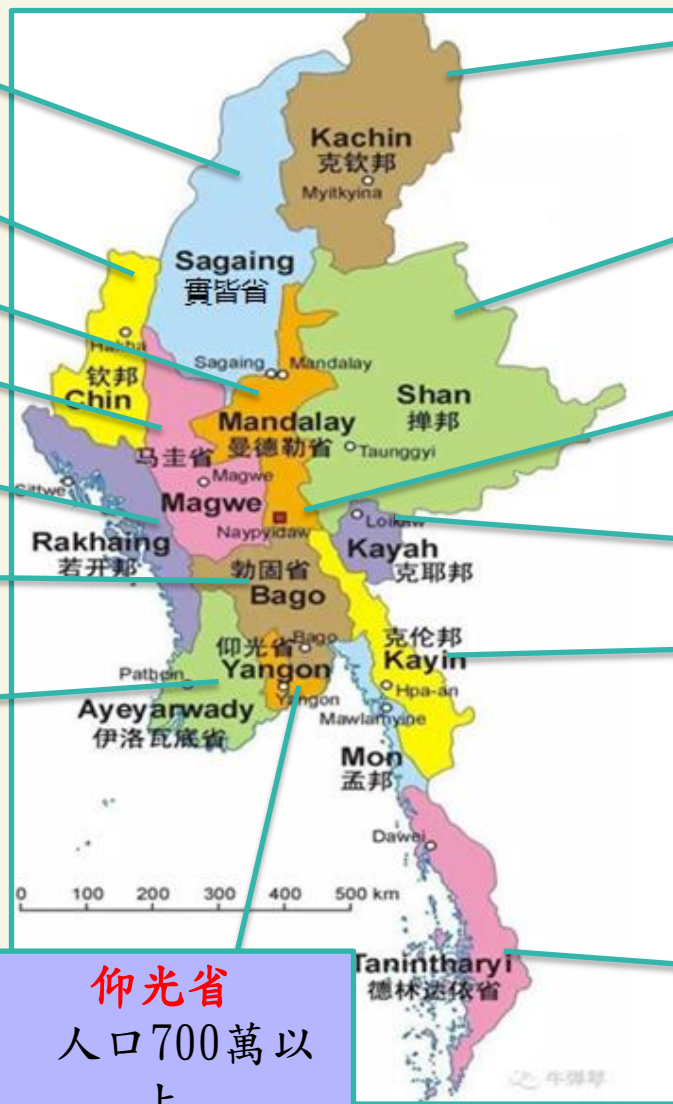 Kachin
克钦邦
Myitkyina
Sagaing
實皆省
Hakha
Sagaing
Mandalay
钦邦
Chin
Shan
掸邦
Mandalay
曼德勒省
Taunggyi
马圭省
Magwe
Magwe
Sittwe
Naypyidaw
Loikaw
Rakhaing
若开邦
Kayah
克耶邦
勃固省
Bago
克伦邦
Kayin
仰光省
Bago
Yangon
Pathein
Yangon
Hpa-an
Ayeyarwady
Mawlamyine
伊洛瓦底省
Mon
孟邦
Dawei
0 100 200 300 400 500 km
Tanintharyi
德林达依省
仰光省
人口700萬以
上
牛弹琴